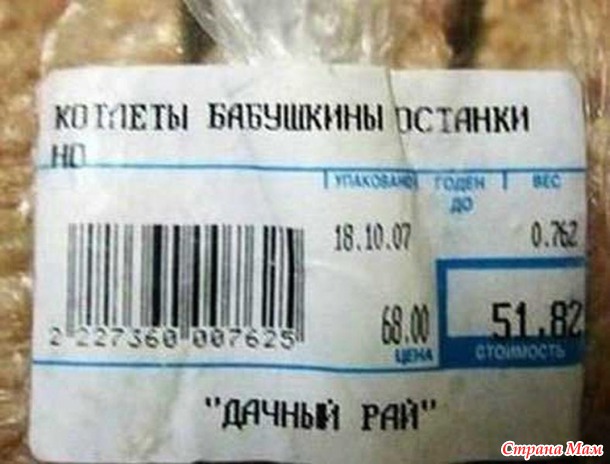 КОТЛЕТЫ БАБУШКИНЫ ОСТАНКИ
НО
УПАКОВАНО ГОДЕН ДО ВЕС
18.10.07 0.762
68.00 51.82
ЦЕНА СТОИМОСТЬ
2 227360 007625
"ДАЧНЫЙ РАЙ"
Страна Мам